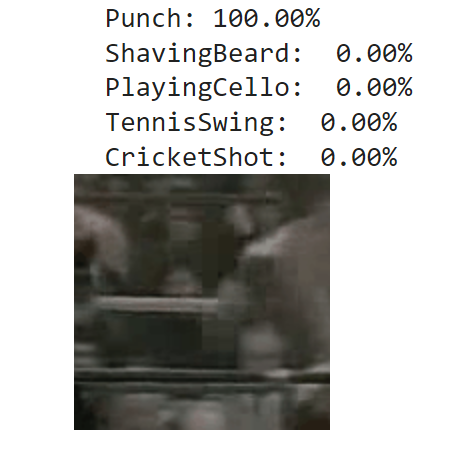 Punch: 100.00%
ShavingBeard:  0.00%
PlayingCello:  0.00%
TennisSwing:  0.00%
CricketShot:  0.00%